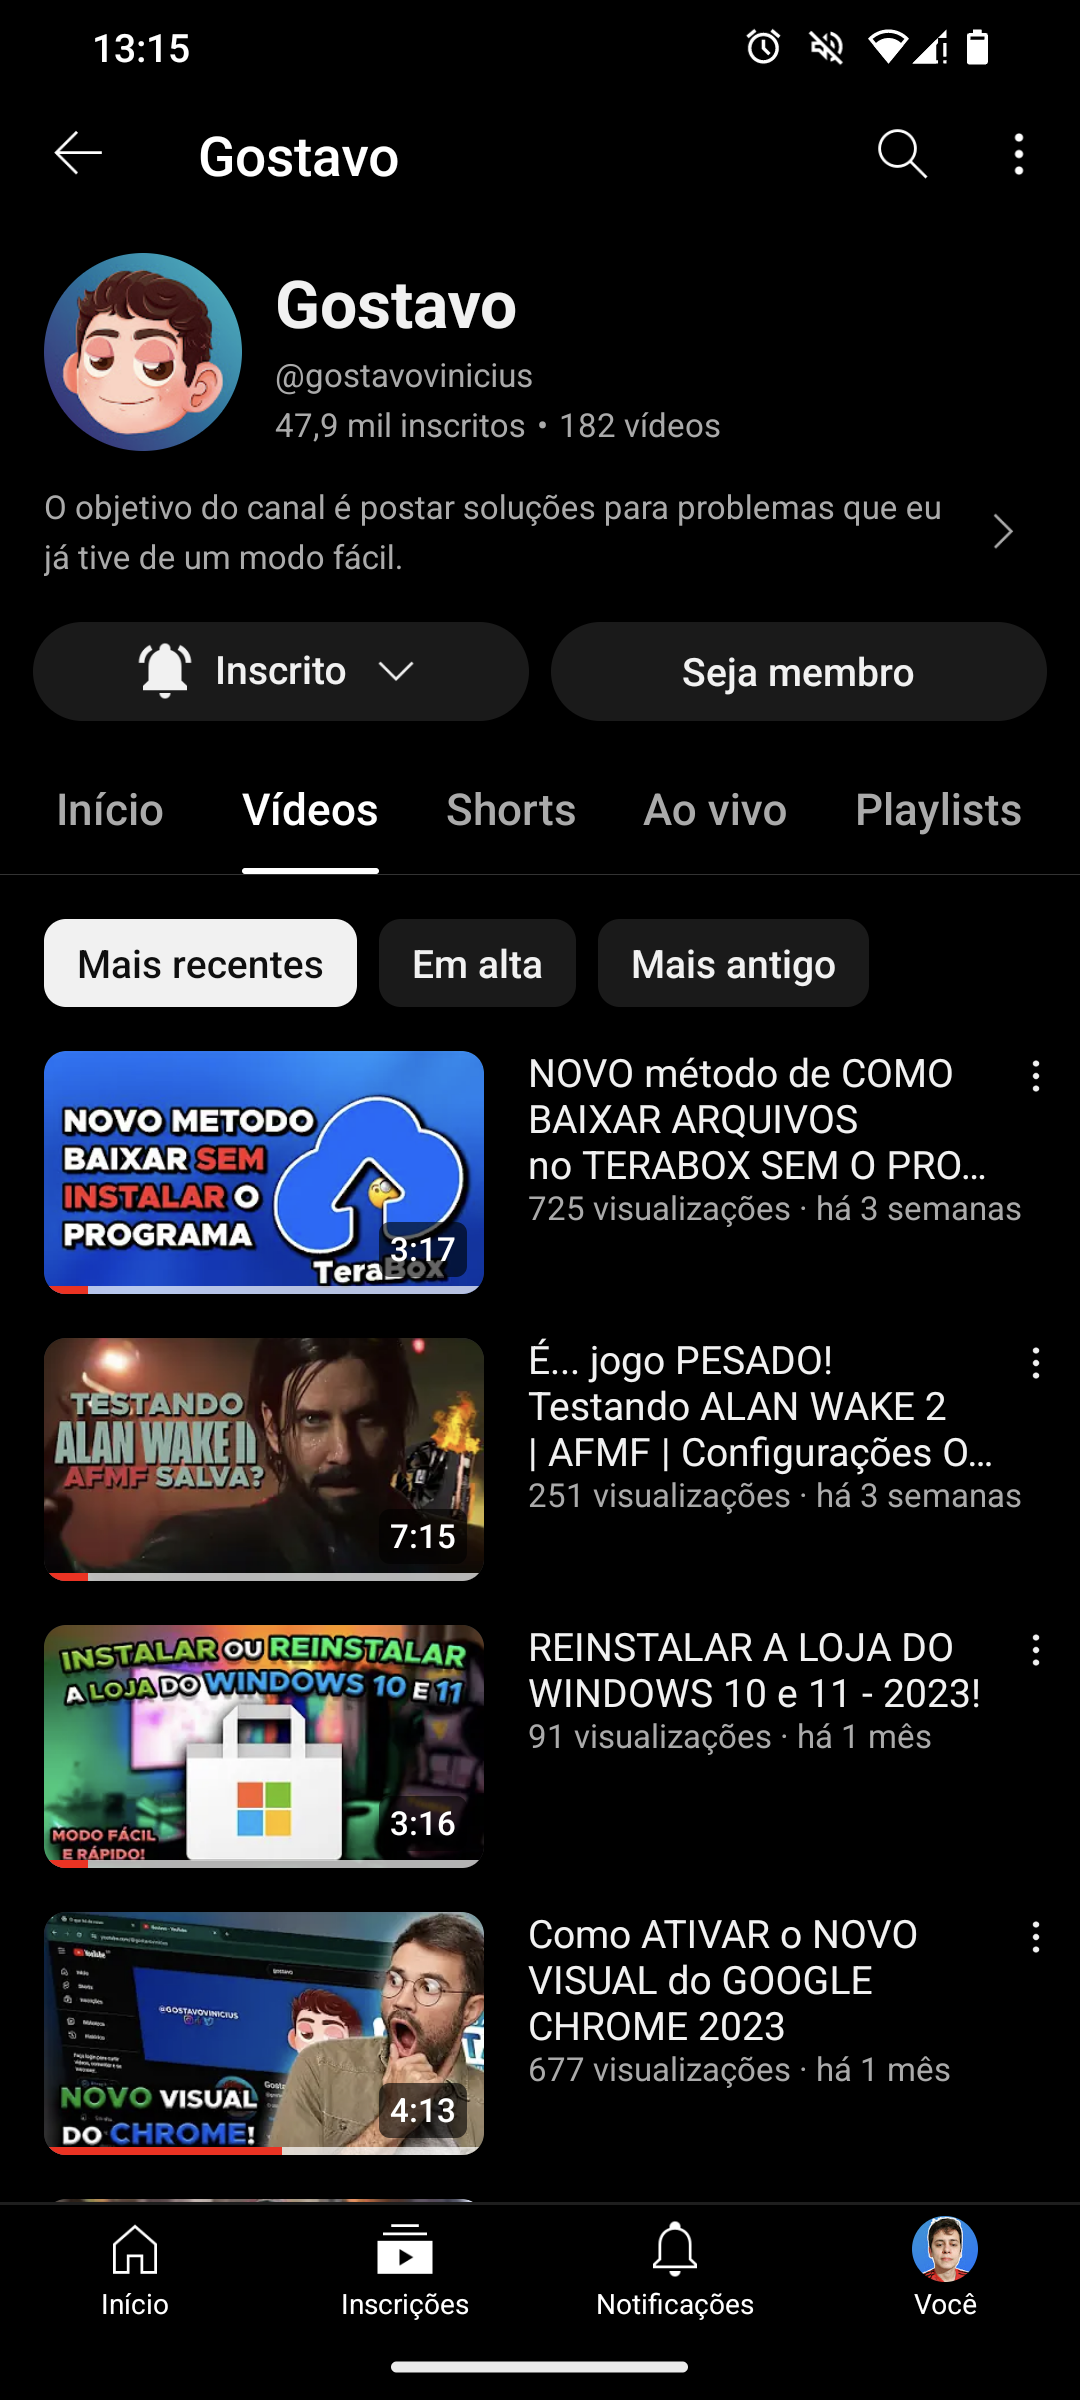 13:15
Gostavo
Gostavo
@gostavovinicius
47,9 mil inscritos • 182 vídeos
O objetivo do canal é postar soluções para problemas que eu
já tive de um modo fácil.
Inscrito
Seja membro
Início
Vídeos
Shorts
Ao vivo
Playlists
Mais recentes
Em alta
Mais antigo
NOVO METODO
BAIXAR SEM
INSTALAR O
PROGRAMA
TeraBox
3:17
NOVO método de COMO
BAIXAR ARQUIVOS
no TERABOX SEM O PRO...
725 visualizações · há 3 semanas
TESTANDO
ALAN WAKE II
AFMF SALVA?
7:15
É... jogo PESADO!
Testando ALAN WAKE 2
| AFMF | Configurações O...
251 visualizações · há 3 semanas
INSTALAR OU REINSTALAR
A LOJA DO WINDOWS 10 E 11
MODO FÁCIL
E RÁPIDO!
3:16
REINSTALAR A LOJA DO
WINDOWS 10 e 11 - 2023!
91 visualizações · há 1 mês
YouTube
@GOSTAVOVINICIUS
NOVO VISUAL
DO CHROME!
4:13
Como ATIVAR o NOVO
VISUAL do GOOGLE
CHROME 2023
677 visualizações · há 1 mês
Início
Inscrições
Notificações
Você